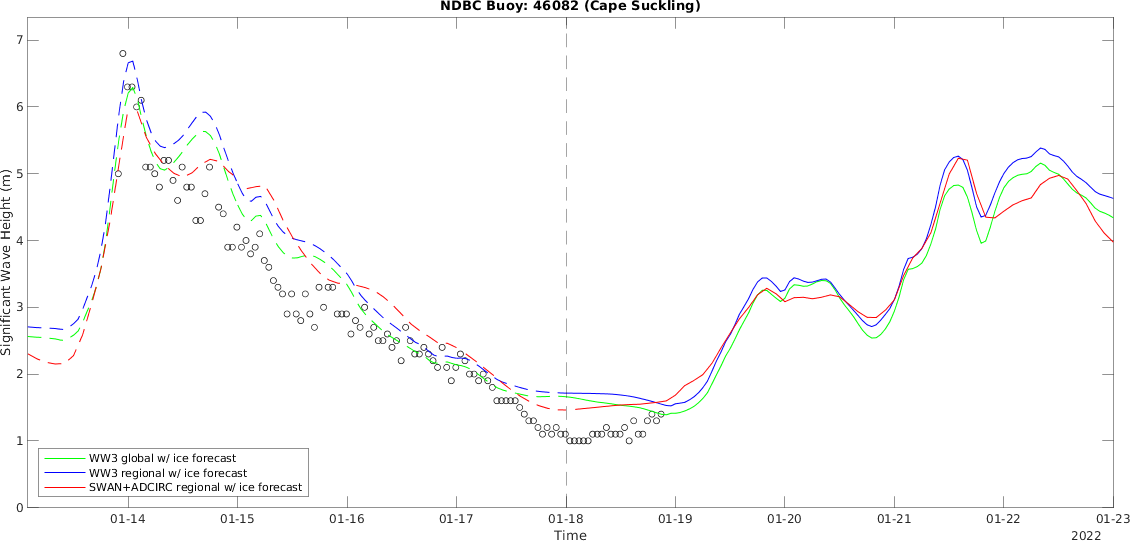 NDBC Buoy: 46082 (Cape Suckling)
7
6
5
4
3
2
1
0
Significant Wave Height (m)
WW3 global w/ ice forecast
WW3 regional w/ ice forecast
SWAN+ADCIRC regional w/ ice forecast
01-14 01-15 01-16 01-17 01-18 01-19 01-20 01-21 01-22 01-23
Time
2022